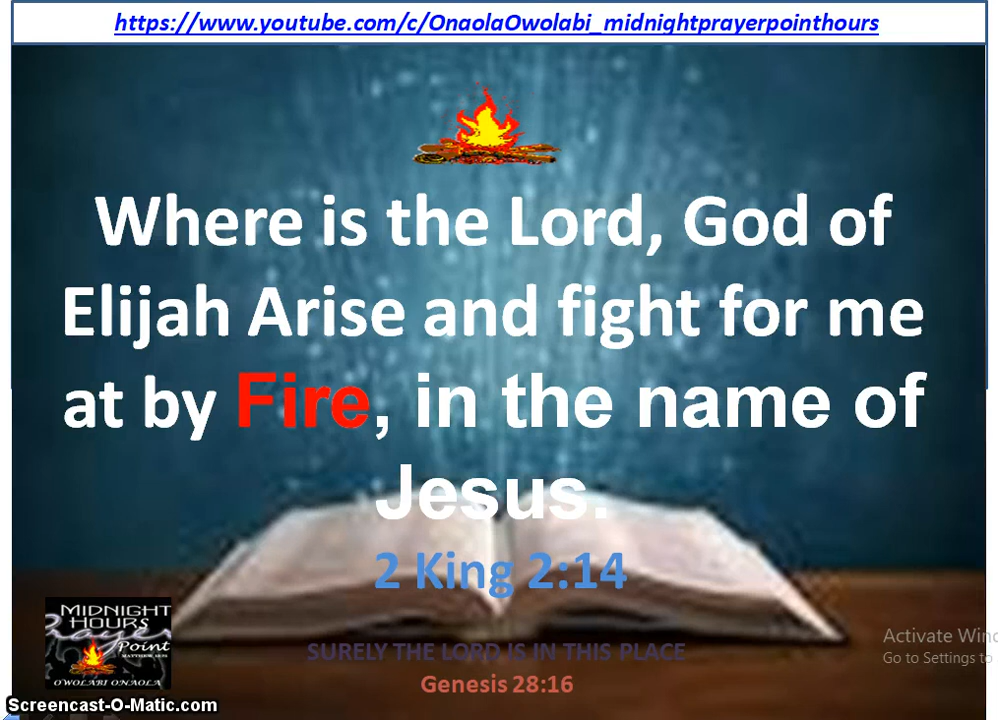 https://www.youtube.com/c/OnaolaOwolabi_midnightprayerpointhours
Where is the Lord, God of
Elijah Arise and fight for me
at by Fire, in the name of
Jesus.
2 King 2:14
MIDNIGHT
HOURS
Prayer
Point
OWOLABI ONAOLA
SURELY THE LORD IS IN THIS PLACE
Genesis 28:16
Activate Win
Go to Settings to
Screencast-O-Matic.com